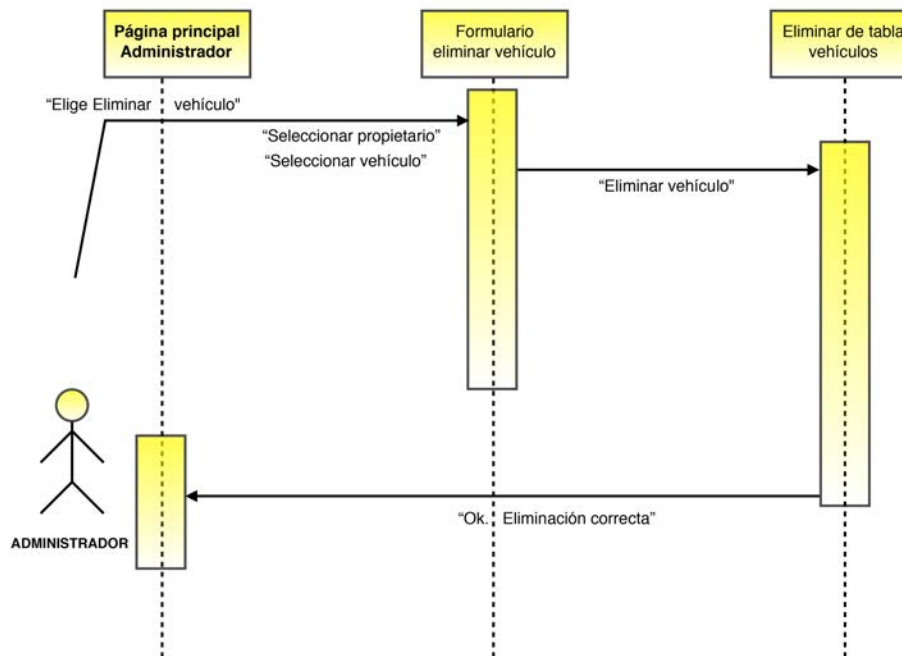 Página principal
Administrador
Formulario
eliminar vehículo
Eliminar de tabla
vehículos
“Elige Eliminar vehículo"
“Seleccionar propietario”
“Seleccionar vehículo”
“Eliminar vehículo"
“Ok. Eliminación correcta”
ADMINISTRADOR